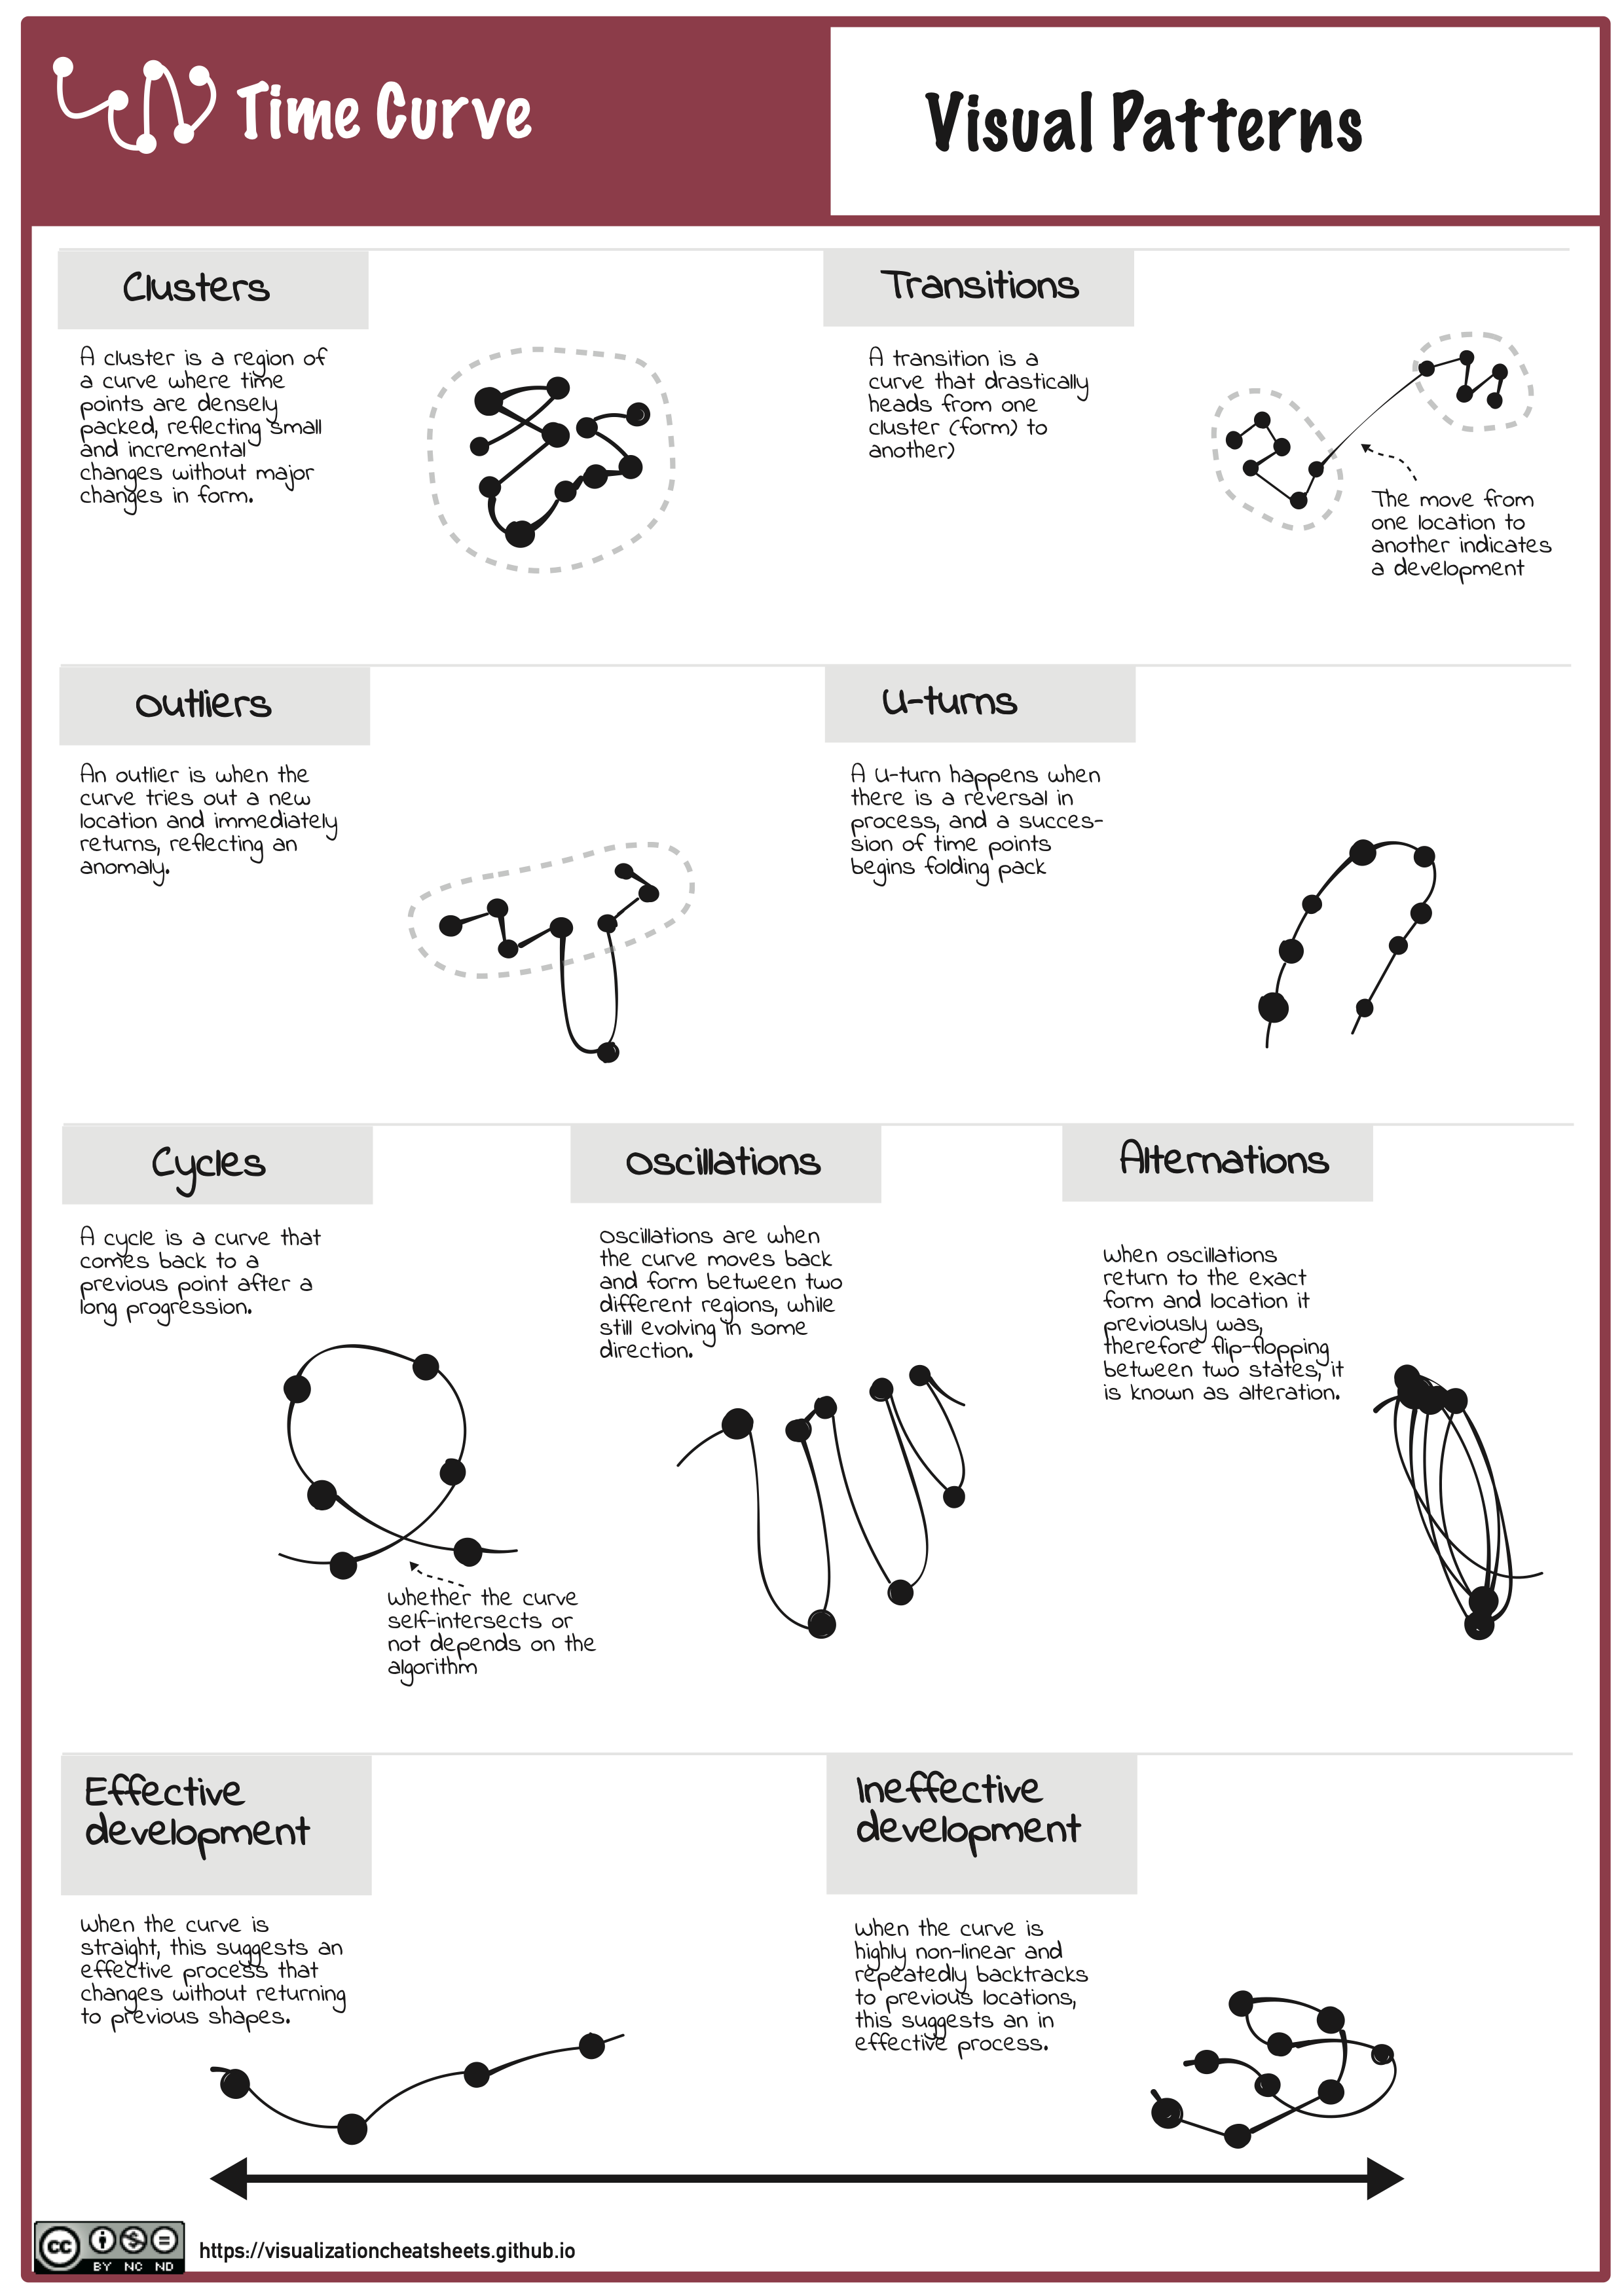 Time Curve
Visual Patterns
Clusters
A cluster is a region of
a curve where time
points are densely
packed, reflecting small
and incremental
changes without major
changes in form.
Transitions
A transition is a
curve that drastically
heads from one
cluster (form) to
another)
The move from
one location to
another indicates
a development
Outliers
An outlier is when the
curve tries out a new
location and immediately
returns, reflecting an
anomaly.
U-turns
A U-turn happens when
there is a reversal in
process, and a succes-
sion of time points
begins folding pack
Cycles
A cycle is a curve that
comes back to a
previous point after a
long progression.
Whether the curve
self-intersects or
not depends on the
algorithm
Oscillations
Oscillations are when
the curve moves back
and form between two
different regions, while
still evolving in some
direction.
Alternations
When oscillations
return to the exact
form and location it
previously was,
therefore flip-flopping
between two states, it
is known as alteration.
Effective
development
When the curve is
straight, this suggests an
effective process that
changes without returning
to previous shapes.
Ineffective
development
When the curve is
highly non-linear and
repeatedly backtracks
to previous locations,
this suggests an in
effective process.
cc BY NC ND
https://visualizationcheatsheets.github.io